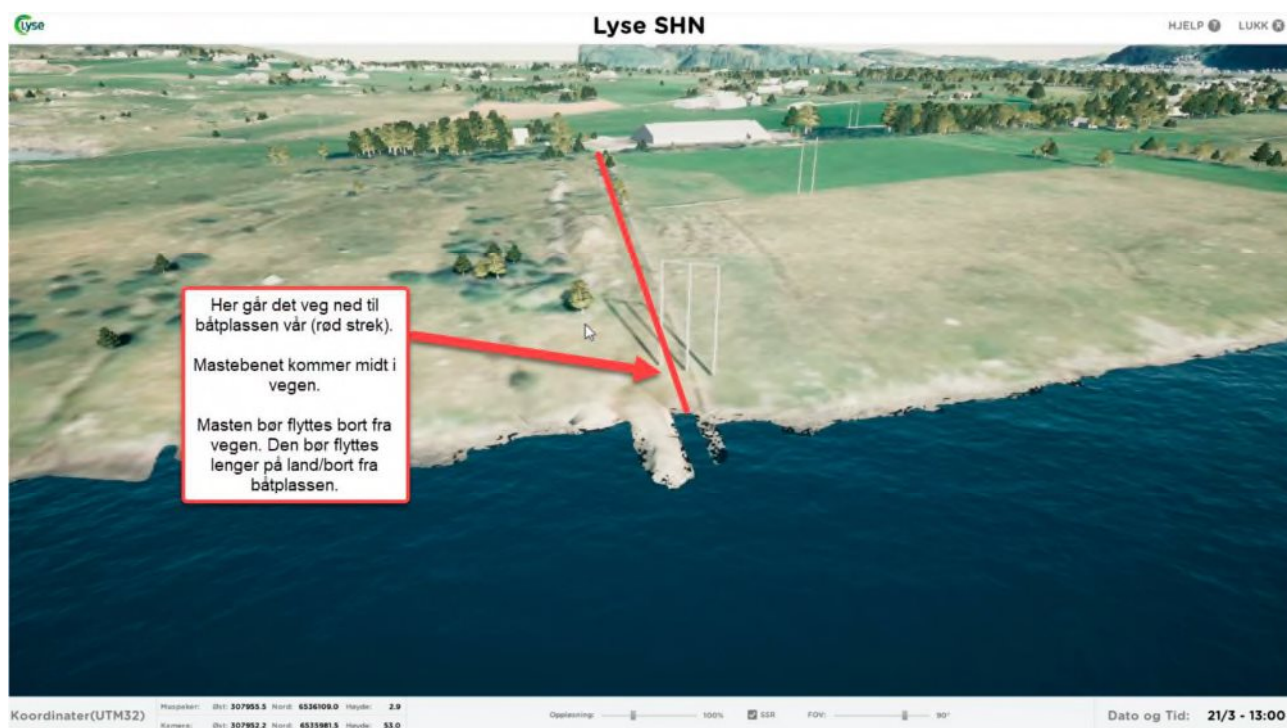 Lyse
Lyse SHN
HJELP ?
LUKK X
Her går det veg ned til
båtplassen vår (rød strek).
Mastebenet kommer midt i
vegen.
Masten bør flyttes bort fra
vegen. Den bør flyttes
lenger på land/bort fra
båtplassen.
Koordinater(UTM32)
Muspeker: Øst: 307955.5 Nord: 6536109.0 Høyde: 2.9
Kamera: Øst: 307952.2 Nord: 6535981.5 Høyde: 53.0
Oppløsning: 100% SSR FOV: 90°
Dato og Tid: 21/3 - 13:00